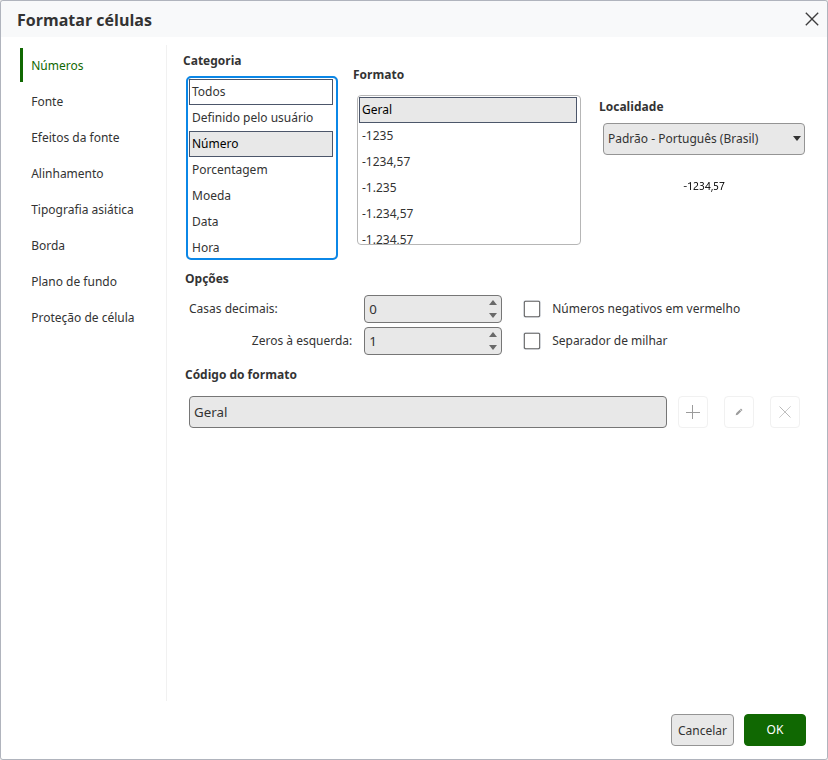 Formatar células
Números
Fonte
Efeitos da fonte
Alinhamento
Tipografia asiática
Borda
Plano de fundo
Proteção de célula
Categoria
Todos
Definido pelo usuário
Número
Porcentagem
Moeda
Data
Hora
Formato
Geral
-1235
-1234,57
-1.235
-1.234,57
-1.234,57
Localidade
Padrão - Português (Brasil)
-1234,57
Opções
Casas decimais: 0
Números negativos em vermelho
Zeros à esquerda: 1
Separador de milhar
Código do formato
Geral
Cancelar
OK